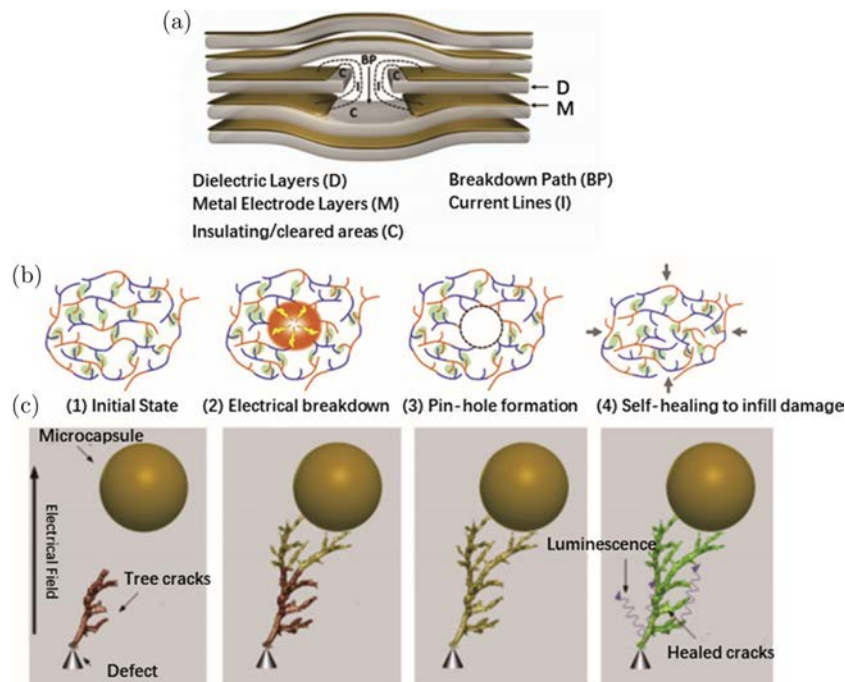 (a)
BP
C
C
I
I
C
D
M
Dielectric Layers (D)
Breakdown Path (BP)
Metal Electrode Layers (M)
Current Lines (I)
Insulating/cleared areas (C)
(b)
(1) Initial State
(2) Electrical breakdown
(3) Pin-hole formation
(4) Self-healing to infill damage
(c)
Microcapsule
Electrical Field
Tree cracks
Defect
Luminescence
Healed cracks